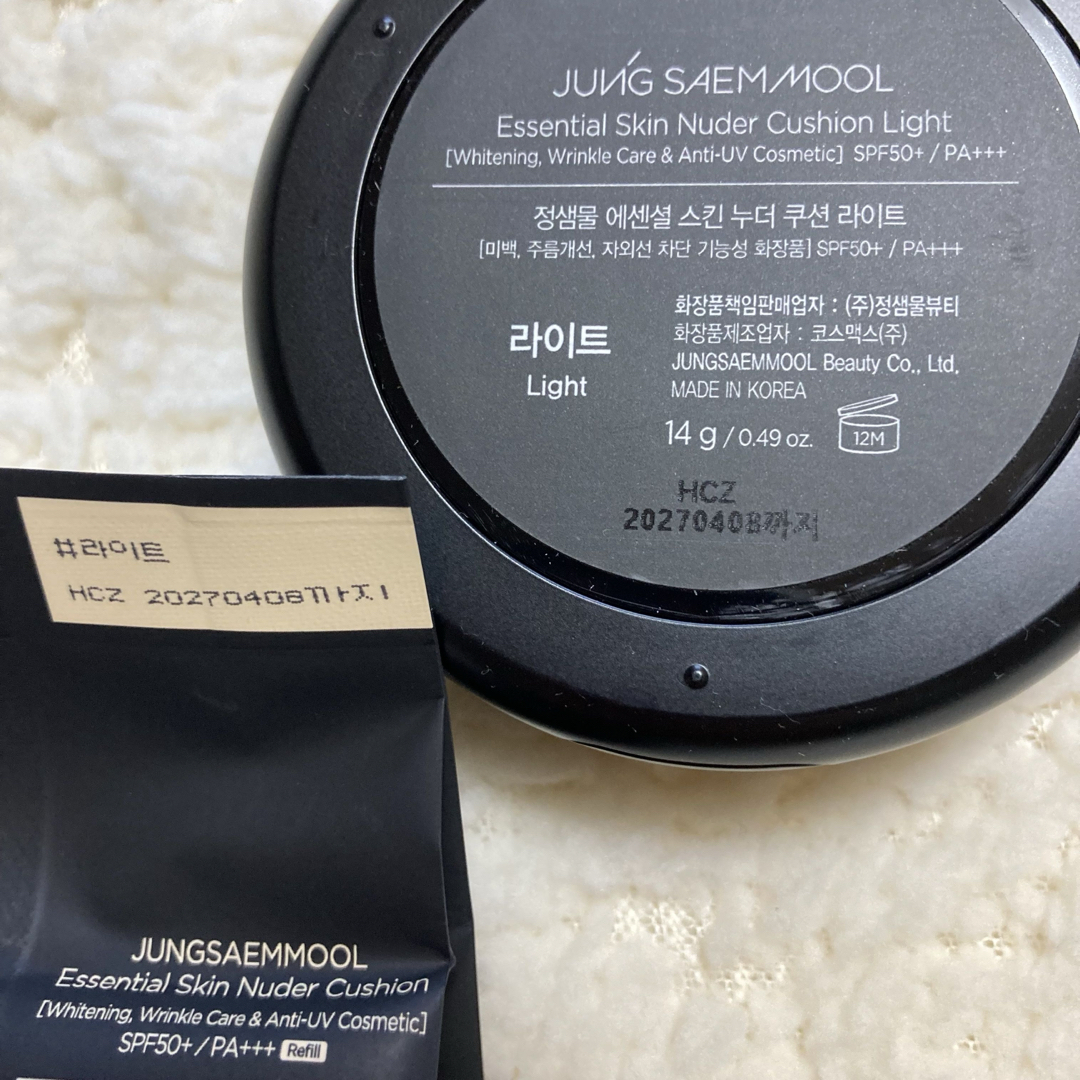 JUNG SAEM MOOL
Essential Skin Nuder Cushion Light
[Whitening, Wrinkle Care & Anti-UV Cosmetic] SPF50+ / PA+++
정샘물 에센셜 스킨 누더 쿠션 라이트
[미백, 주름개선, 자외선 차단 기능성 화장품] SPF50+ / PA+++
라이트
Light
화장품책임판매업자 : (주)정샘물뷰티
화장품제조업자 : 코스맥스(주)
JUNGSAEMMOOL Beauty Co., Ltd.
MADE IN KOREA
14 g / 0.49 oz.
12M
HCZ
20270408까지
#라이트
HCZ 20270408까지
JUNGSAEMMOOL
Essential Skin Nuder Cushion
[Whitening, Wrinkle Care & Anti-UV Cosmetic]
SPF50+ / PA+++ Refill